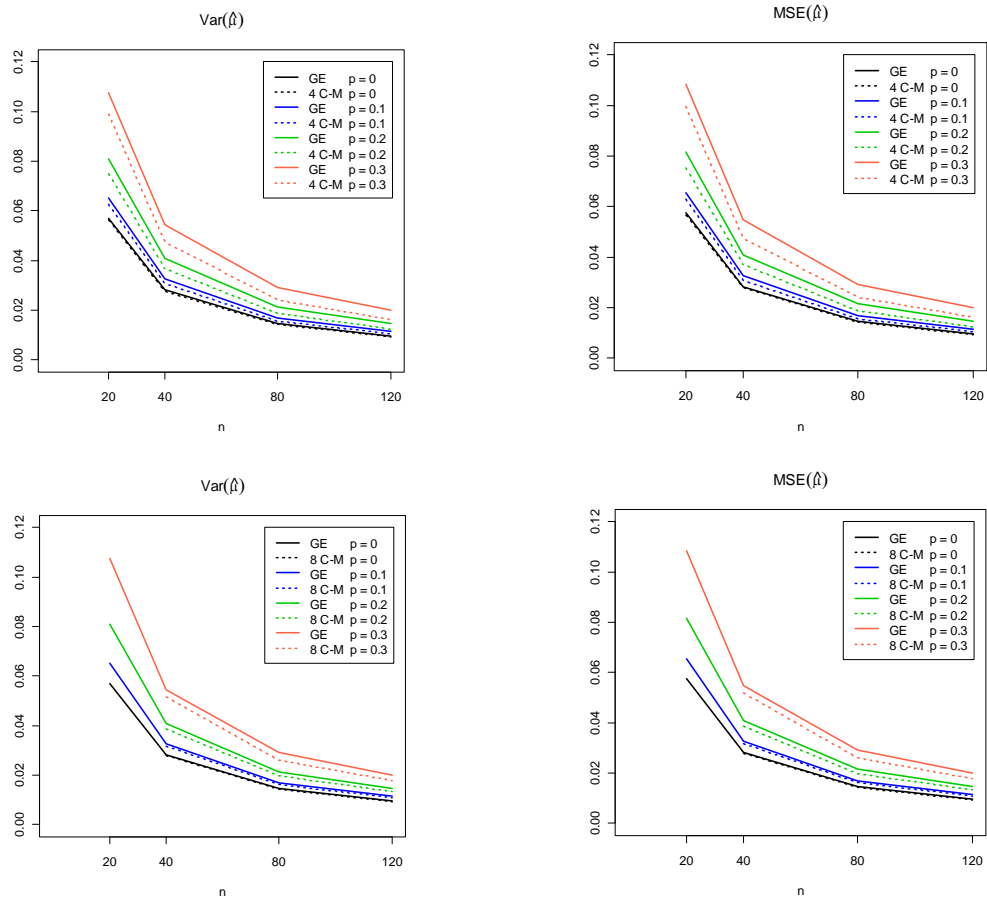 Var(μ̂)
0.00 0.02 0.04 0.06 0.08 0.10 0.12
GE p = 0
4 C-M p = 0
GE p = 0.1
4 C-M p = 0.1
GE p = 0.2
4 C-M p = 0.2
GE p = 0.3
4 C-M p = 0.3
20 40 80 120
n
MSE(μ̂)
0.00 0.02 0.04 0.06 0.08 0.10 0.12
GE p = 0
4 C-M p = 0
GE p = 0.1
4 C-M p = 0.1
GE p = 0.2
4 C-M p = 0.2
GE p = 0.3
4 C-M p = 0.3
20 40 80 120
n
Var(μ̂)
0.00 0.02 0.04 0.06 0.08 0.10 0.12
GE p = 0
8 C-M p = 0
GE p = 0.1
8 C-M p = 0.1
GE p = 0.2
8 C-M p = 0.2
GE p = 0.3
8 C-M p = 0.3
20 40 80 120
n
MSE(μ̂)
0.00 0.02 0.04 0.06 0.08 0.10 0.12
GE p = 0
8 C-M p = 0
GE p = 0.1
8 C-M p = 0.1
GE p = 0.2
8 C-M p = 0.2
GE p = 0.3
8 C-M p = 0.3
20 40 80 120
n